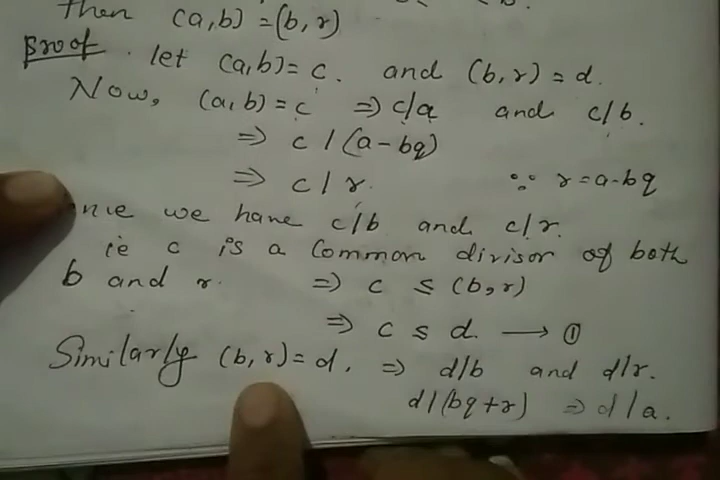 then (a,b) = (b,r)
Proof. let (a,b) = c. and (b,r) = d.
Now, (a,b) = c ⇒ c/a and c/b.
⇒ c / (a - bq)
⇒ c / r. ∵ r = a - bq
we have c/b and c/r.
ie c is a Common divisor of both
b and r. ⇒ c ≤ (b,r)
⇒ c ≤ d. → ①
Similarly (b,r) = d. ⇒ d/b and d/r.
d/(bq+r) ⇒ d/a.